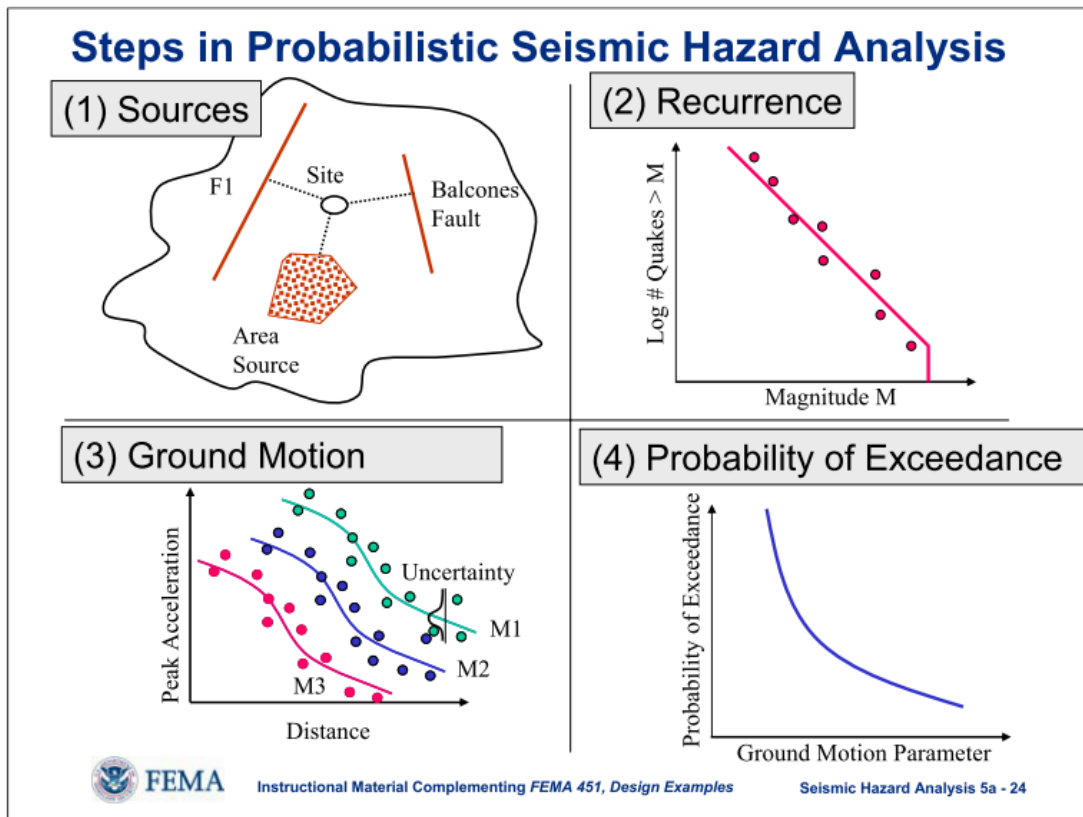 Steps in Probabilistic Seismic Hazard Analysis
(1) Sources
F1
Site
Balcones
Fault
Area
Source
(2) Recurrence
Log # Quakes > M
Magnitude M
(3) Ground Motion
Peak Acceleration
Uncertainty
M1
M2
M3
Distance
(4) Probability of Exceedance
Probability of Exceedance
Ground Motion Parameter
FEMA
Instructional Material Complementing FEMA 451, Design Examples
Seismic Hazard Analysis 5a - 24